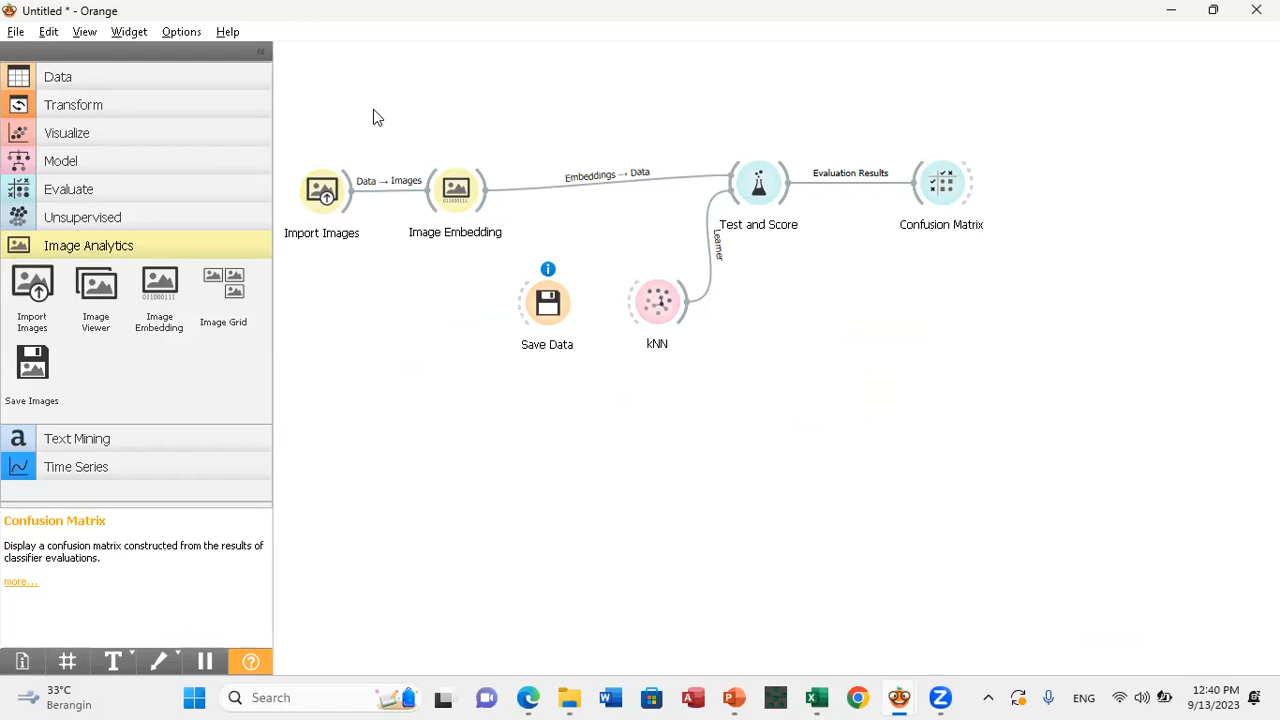 Untitled * - Orange
File Edit View Widget Options Help
Data
Transform
Visualize
Model
Evaluate
Unsupervised
Image Analytics
Import Images
Image Viewer
Image Embedding
Image Grid
Save Images
Text Mining
Time Series
Confusion Matrix
Display a confusion matrix constructed from the results of
classifier evaluations.
more...
Data → Images
Embeddings → Data
Evaluation Results
Import Images
Image Embedding
011000111
Test and Score
Confusion Matrix
Learner
Save Data
kNN
33°C
Berangin
Search
ENG
12:40 PM
9/13/2023